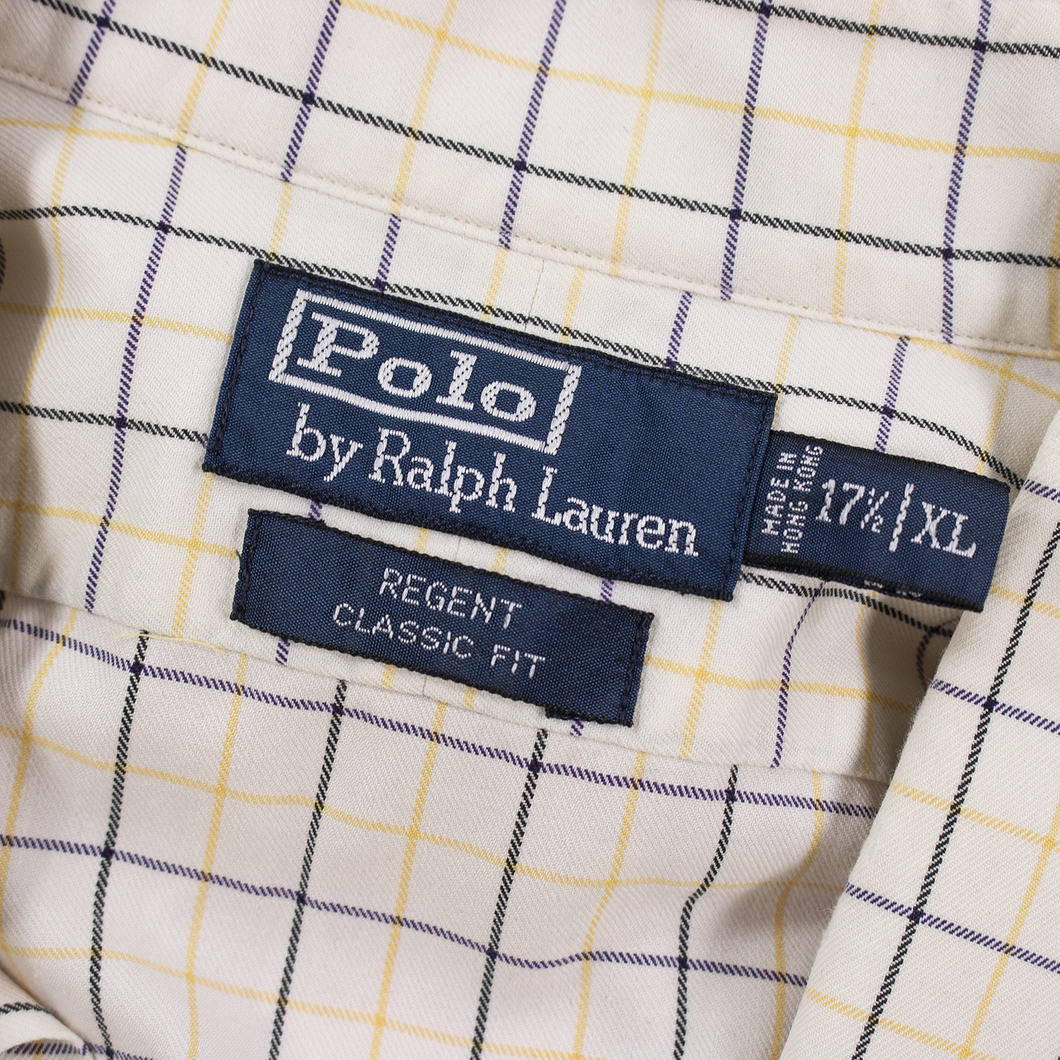 Polo
by Ralph Lauren
MADE IN
HONG KONG
17½ | XL
REGENT
CLASSIC FIT